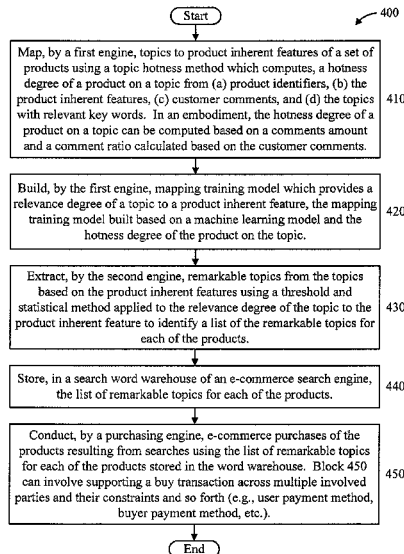 Start
400
Map, by a first engine, topics to product inherent features of a set of
products using a topic hotness method which computes, a hotness
degree of a product on a topic from (a) product identifiers, (b) the
product inherent features, (c) customer comments, and (d) the topics
with relevant key words. In an embodiment, the hotness degree of a
product on a topic can be computed based on a comments amount
and a comment ratio calculated based on the customer comments.
410
Build, by the first engine, mapping training model which provides a
relevance degree of a topic to a product inherent feature, the mapping
training model built based on a machine learning model and the
hotness degree of the product on the topic.
420
Extract, by the second engine, remarkable topics from the topics
based on the product inherent features using a threshold and
statistical method applied to the relevance degree of the topic to the
product inherent feature to identify a list of the remarkable topics for
each of the products.
430
Store, in a search word warehouse of an e-commerce search engine,
the list of remarkable topics for each of the products.
440
Conduct, by a purchasing engine, e-commerce purchases of the
products resulting from searches using the list of remarkable topics
for each of the products stored in the word warehouse. Block 450
can involve supporting a buy transaction across multiple involved
parties and their constraints and so forth (e.g., user payment method,
buyer payment method, etc.).
450
End